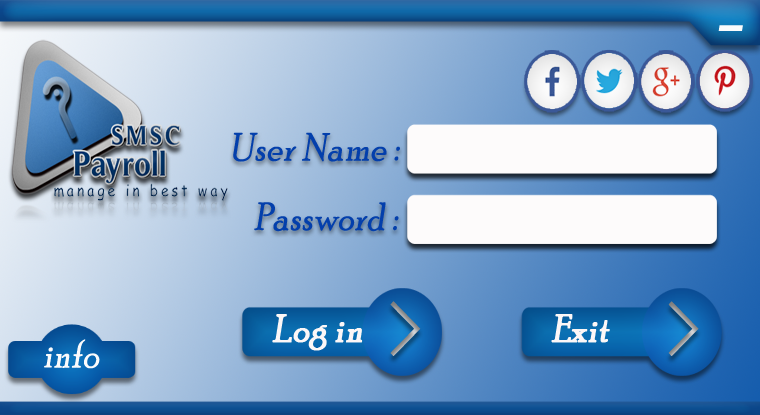 SMSC
Payroll
manage in best way
User Name :
Password :
Log in
Exit
info